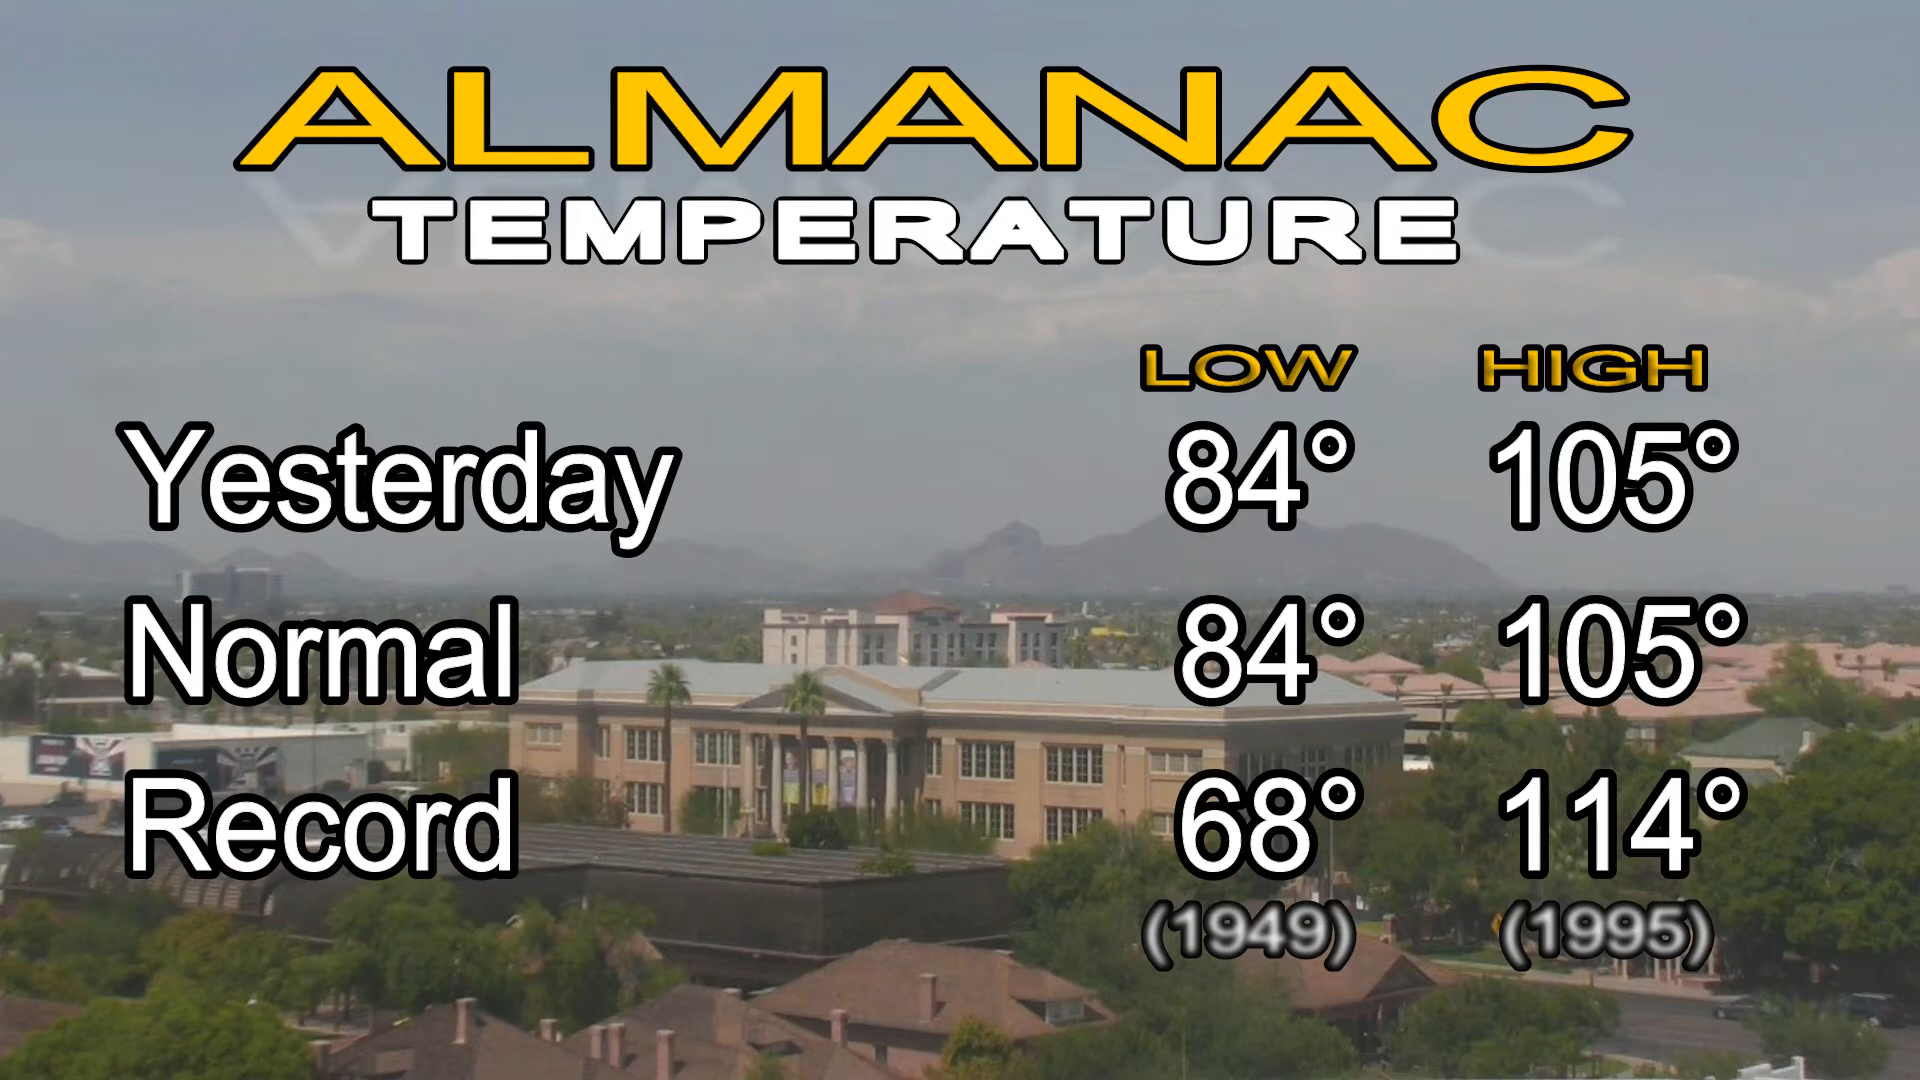 ALMANAC
TEMPERATURE
LOW HIGH
Yesterday 84° 105°
Normal 84° 105°
Record 68° 114°
(1949) (1995)